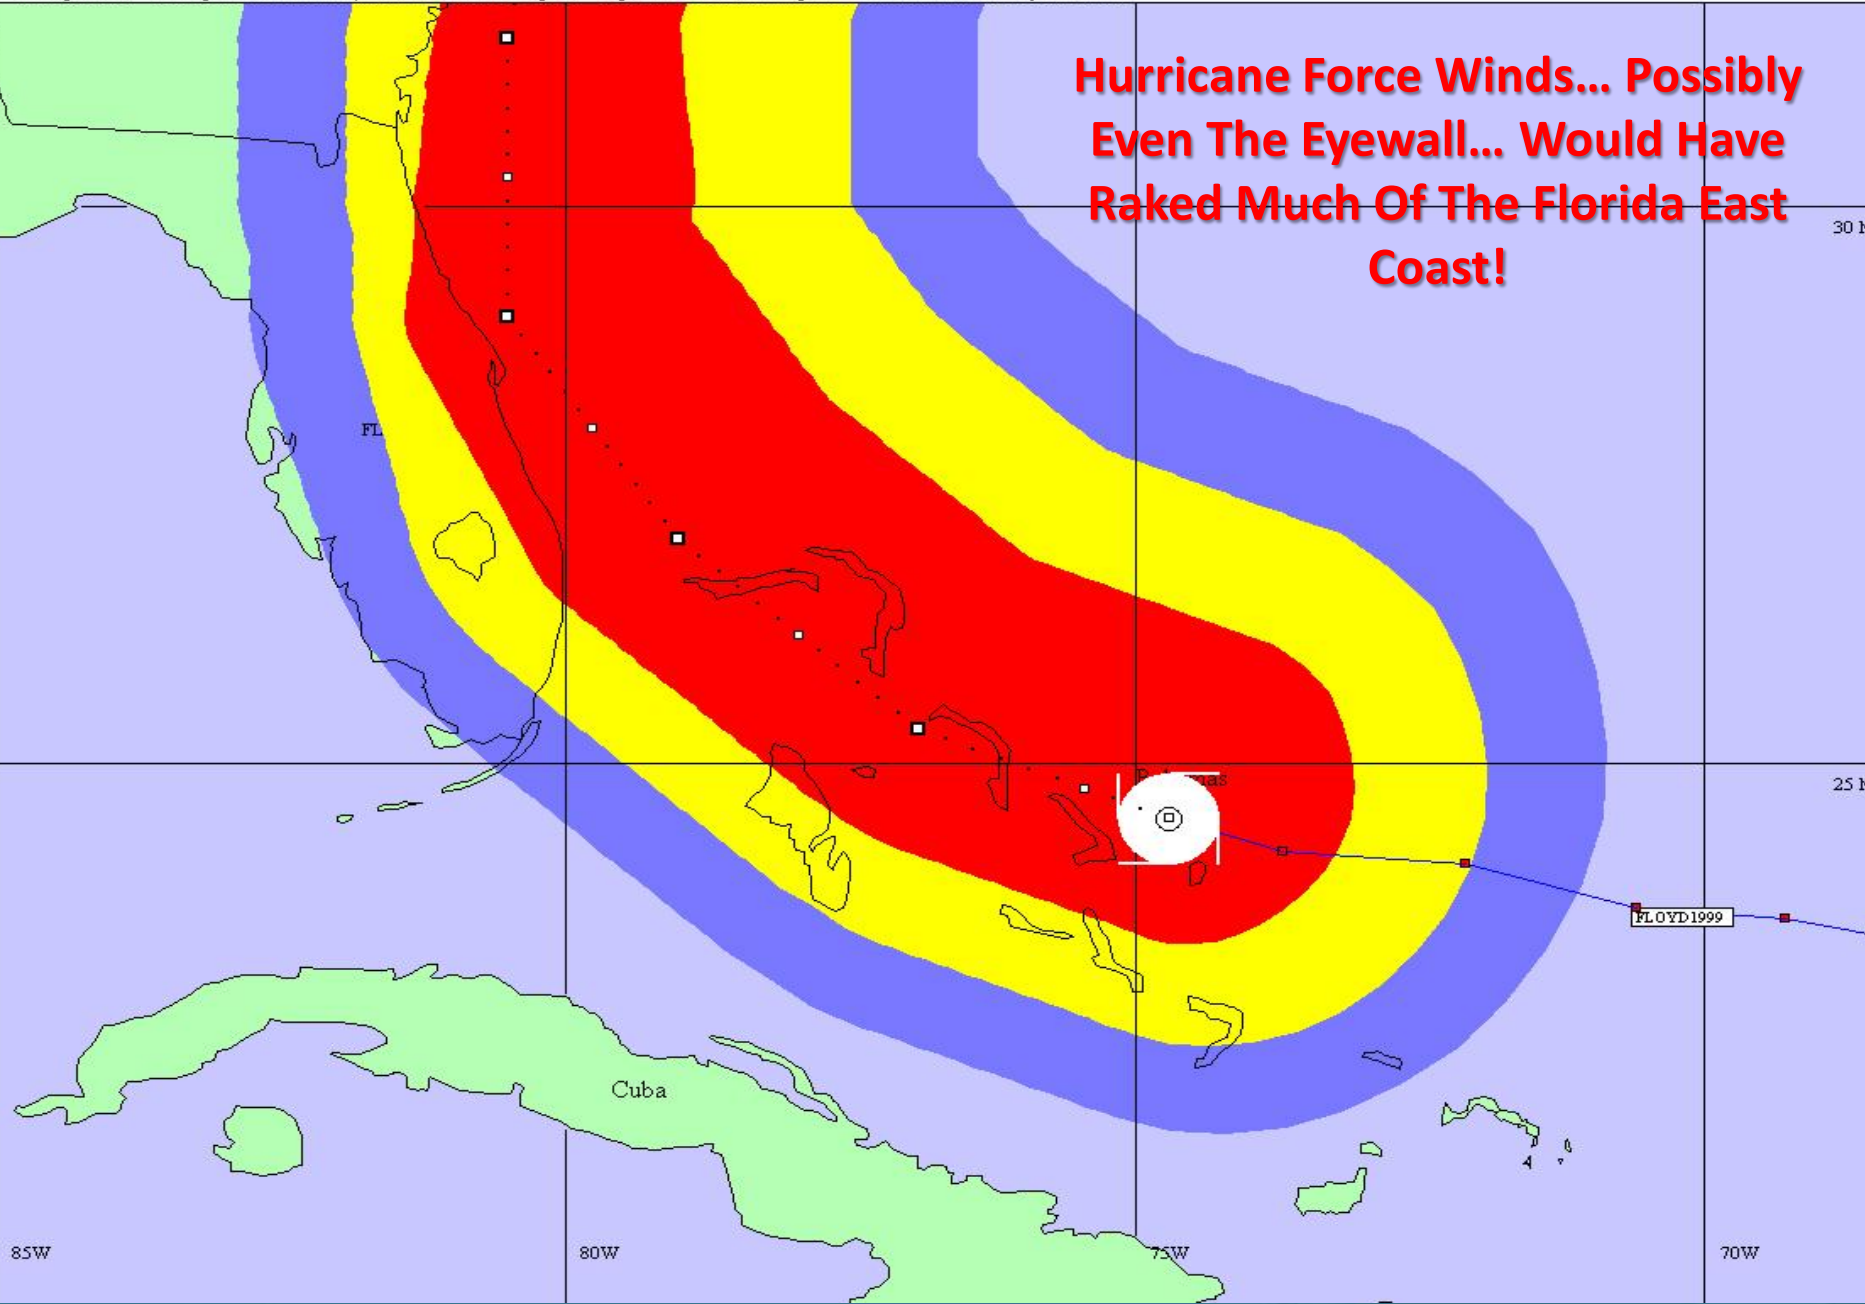 Hurricane Force Winds... Possibly
Even The Eyewall... Would Have
Raked Much Of The Florida East
Coast!
30 N
FL
25 N
FLOYD1999
Cuba
85W
80W
75W
70W